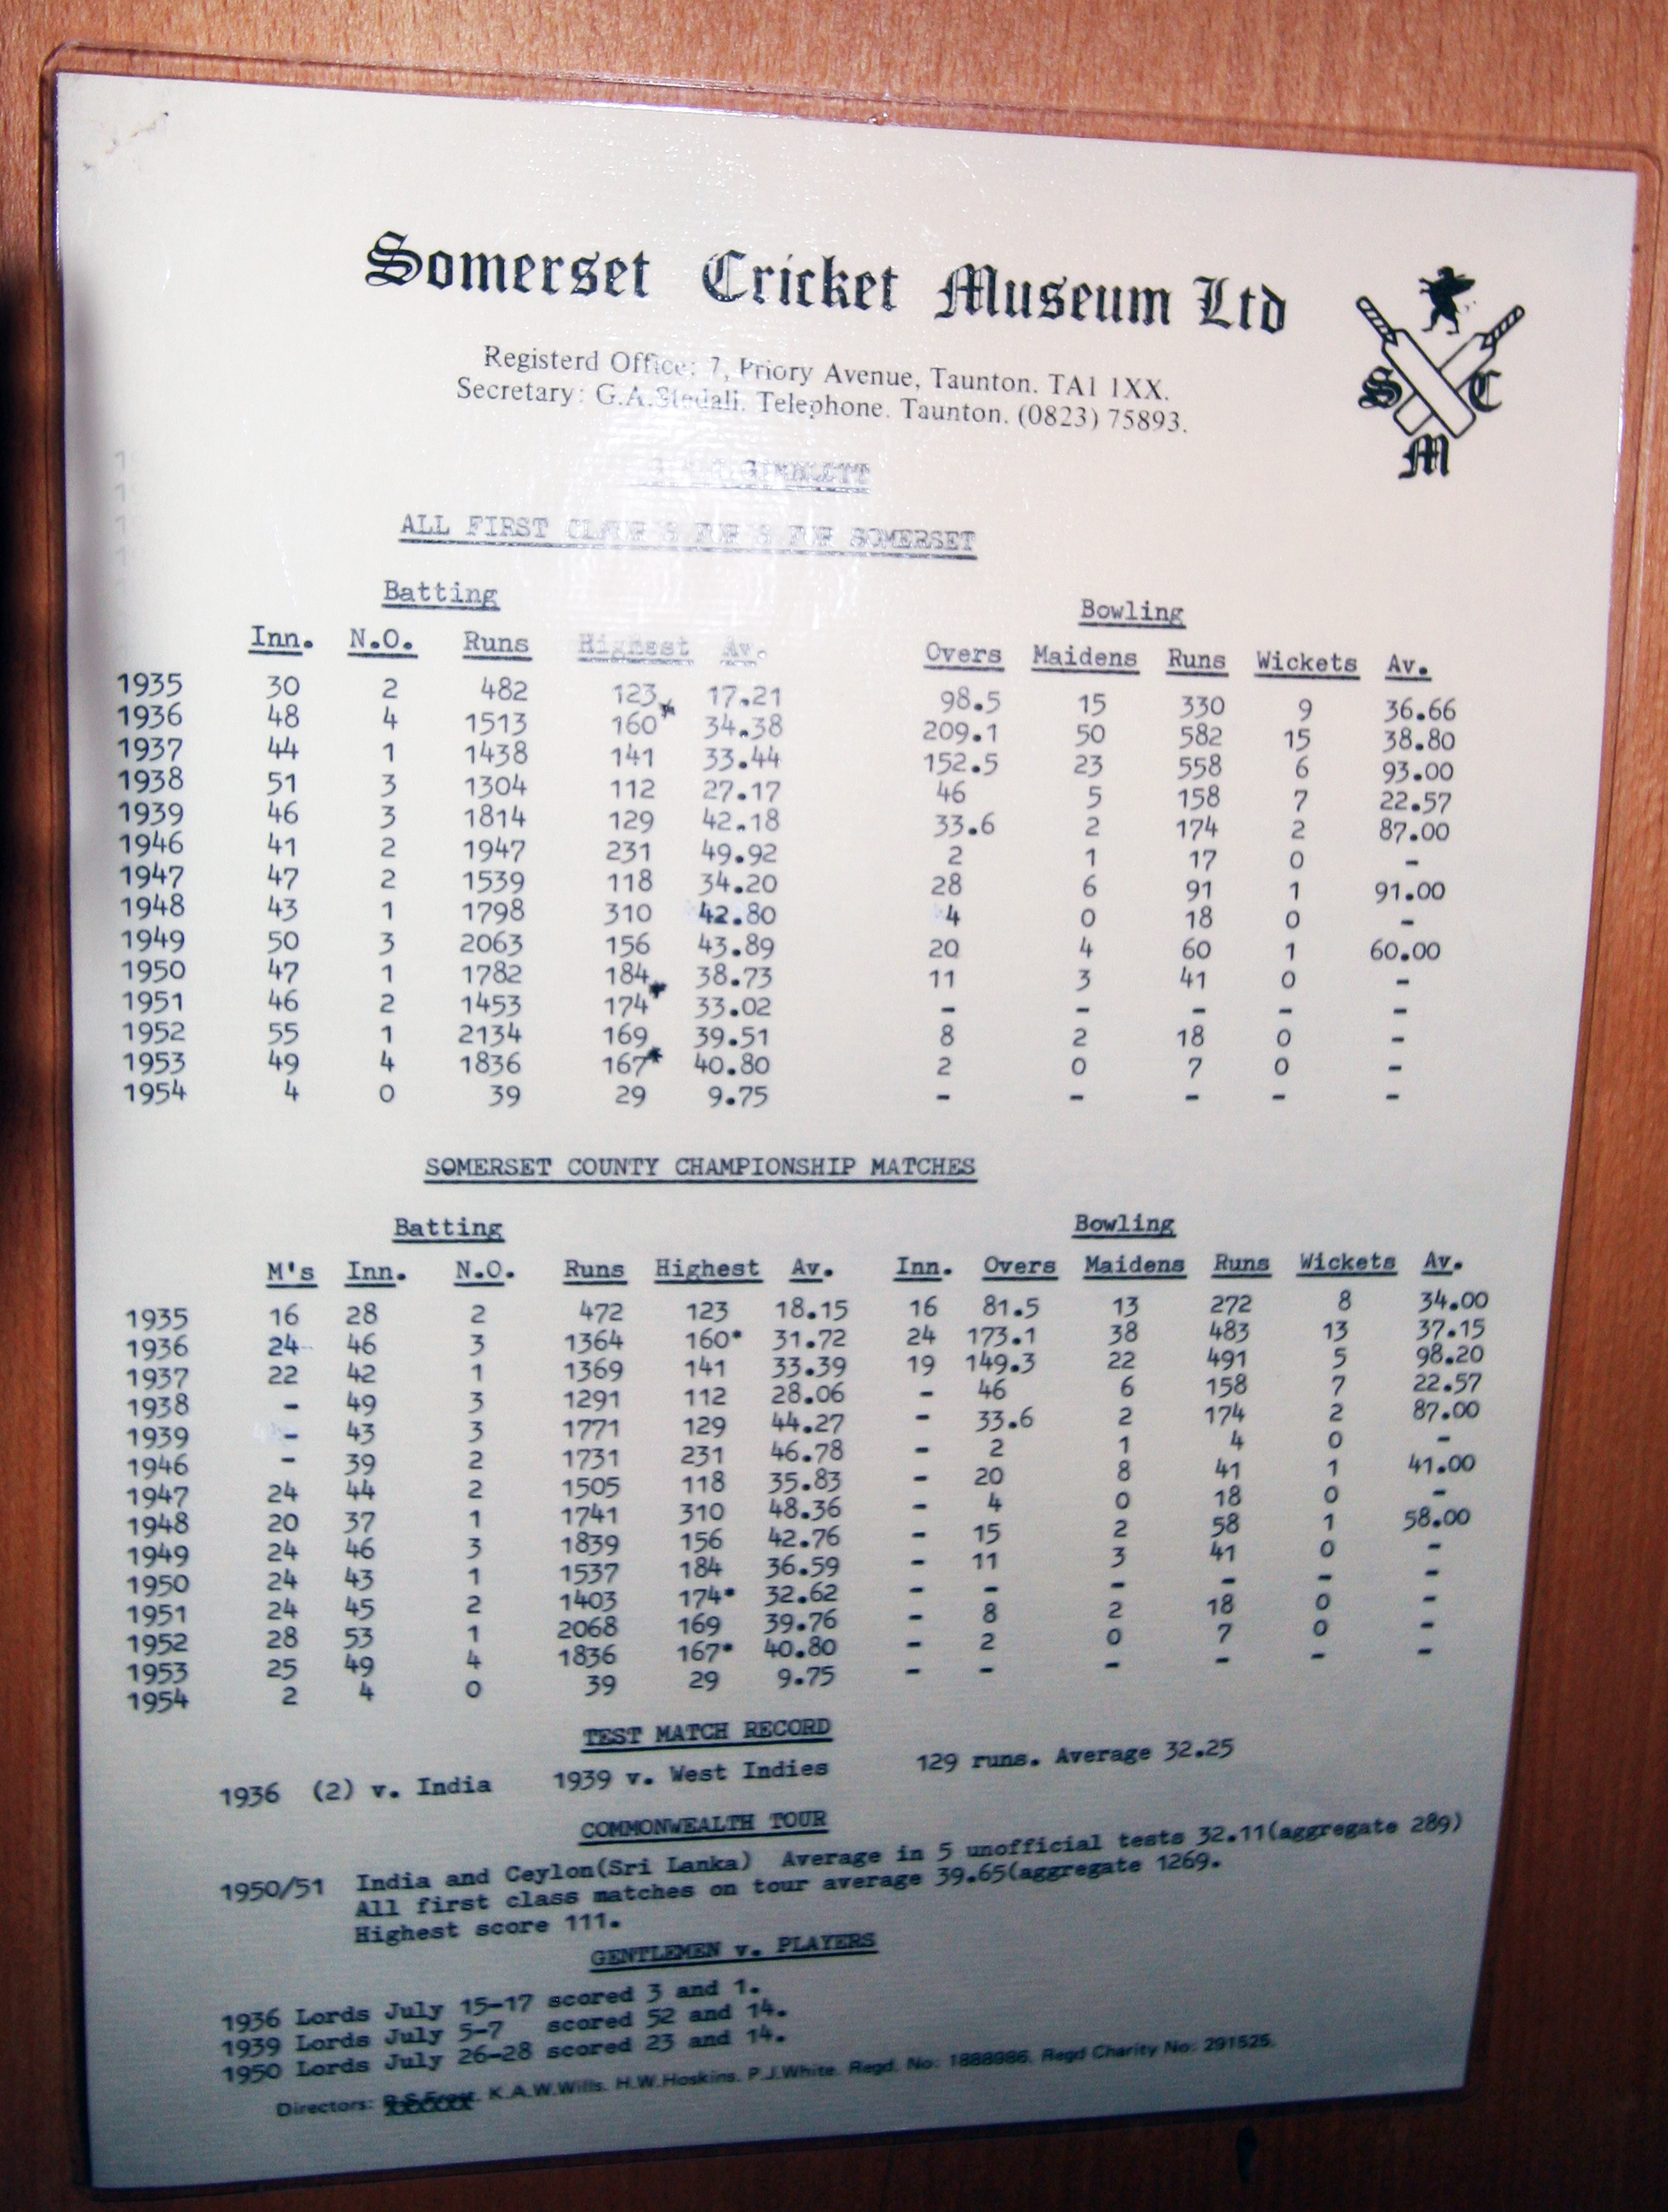 Somerset Cricket Museum Ltd
Registerd Office: 7, Priory Avenue, Taunton. TA1 1XX.
Secretary: G.A.Stedall. Telephone. Taunton. (0823) 75893.
S C
M
GIMBLETT
ALL FIRST FOR SOMERSET
Batting Bowling
Inn. N.O. Runs Highest Av. Overs Maidens Runs Wickets Av.
1935 30 2 482 123 17.21 98.5 15 330 9 36.66
1936 48 4 1513 160* 34.38 209.1 50 582 15 38.80
1937 44 1 1438 141 33.44 152.5 23 558 6 93.00
1938 51 3 1304 112 27.17 46 5 158 7 22.57
1939 46 3 1814 129 42.18 33.6 2 174 2 87.00
1946 41 2 1947 231 49.92 2 1 17 0 -
1947 47 2 1539 118 34.20 28 6 91 1 91.00
1948 43 1 1798 310 42.80 4 0 18 0 -
1949 50 3 2063 156 43.89 20 4 60 1 60.00
1950 47 1 1782 184 38.73 11 3 41 0 -
1951 46 2 1453 174* 33.02 - - - - -
1952 55 1 2134 169 39.51 8 2 18 0 -
1953 49 4 1836 167* 40.80 2 0 7 0 -
1954 4 0 39 29 9.75 - - - - -
SOMERSET COUNTY CHAMPIONSHIP MATCHES
Batting Bowling
M's Inn. N.O. Runs Highest Av. Inn. Overs Maidens Runs Wickets Av.
1935 16 28 2 472 123 18.15 16 81.5 13 272 8 34.00
1936 24 46 3 1364 160* 31.72 24 173.1 38 483 13 37.15
1937 22 42 1 1369 141 33.39 19 149.3 22 491 5 98.20
1938 - 49 3 1291 112 28.06 - 46 6 158 7 22.57
1939 - 43 3 1771 129 44.27 - 33.6 2 174 2 87.00
1946 - 39 2 1731 231 46.78 - 2 1 4 0 -
1947 24 44 2 1505 118 35.83 - 20 8 41 1 41.00
1948 20 37 1 1741 310 48.36 - 4 0 18 0 -
1949 24 46 3 1839 156 42.76 - 15 2 58 1 58.00
1950 24 43 1 1537 184 36.59 - 11 3 41 0 -
1951 24 45 2 1403 174* 32.62 - - - - - -
1952 28 53 1 2068 169 39.76 - 8 2 18 0 -
1953 25 49 4 1836 167* 40.80 - 2 0 7 0 -
1954 2 4 0 39 29 9.75 - - - - - -
TEST MATCH RECORD
1936 (2) v. India 1939 v. West Indies 129 runs. Average 32.25
COMMONWEALTH TOUR
1950/51 India and Ceylon(Sri Lanka) Average in 5 unofficial tests 32.11(aggregate 289)
All first class matches on tour average 39.65(aggregate 1269.
Highest score 111.
GENTLEMEN v. PLAYERS
1936 Lords July 15-17 scored 3 and 1.
1939 Lords July 5-7 scored 52 and 14.
1950 Lords July 26-28 scored 23 and 14.
Directors: K.A.W.Wills. H.W.Hoskins. P.J.White. Regd. No: 1888986. Regd Charity No: 291525.